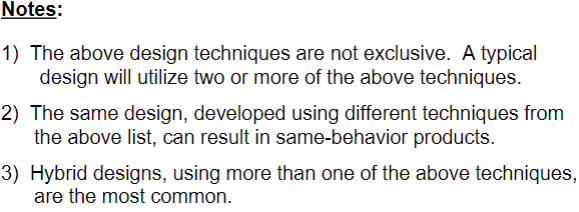 Notes:
1) The above design techniques are not exclusive. A typical
design will utilize two or more of the above techniques.
2) The same design, developed using different techniques from
the above list, can result in same-behavior products.
3) Hybrid designs, using more than one of the above techniques,
are the most common.